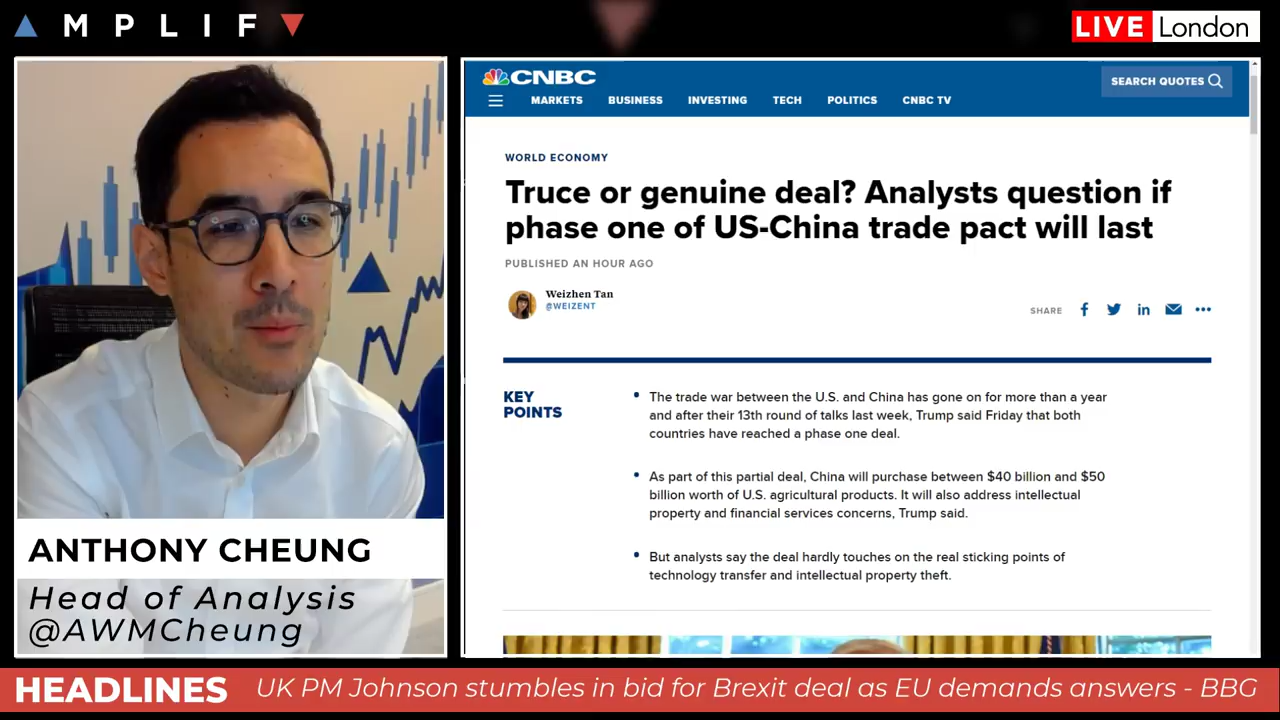 AMPLIFY
LIVE London
CNBC
SEARCH QUOTES
MARKETS BUSINESS INVESTING TECH POLITICS CNBC TV
WORLD ECONOMY
Truce or genuine deal? Analysts question if
phase one of US-China trade pact will last
PUBLISHED AN HOUR AGO
Weizhen Tan
@WEIZENT
SHARE
KEY
POINTS
The trade war between the U.S. and China has gone on for more than a year
and after their 13th round of talks last week, Trump said Friday that both
countries have reached a phase one deal.
As part of this partial deal, China will purchase between $40 billion and $50
billion worth of U.S. agricultural products. It will also address intellectual
property and financial services concerns, Trump said.
But analysts say the deal hardly touches on the real sticking points of
technology transfer and intellectual property theft.
ANTHONY CHEUNG
Head of Analysis
@AWMCheung
HEADLINES UK PM Johnson stumbles in bid for Brexit deal as EU demands answers - BBG